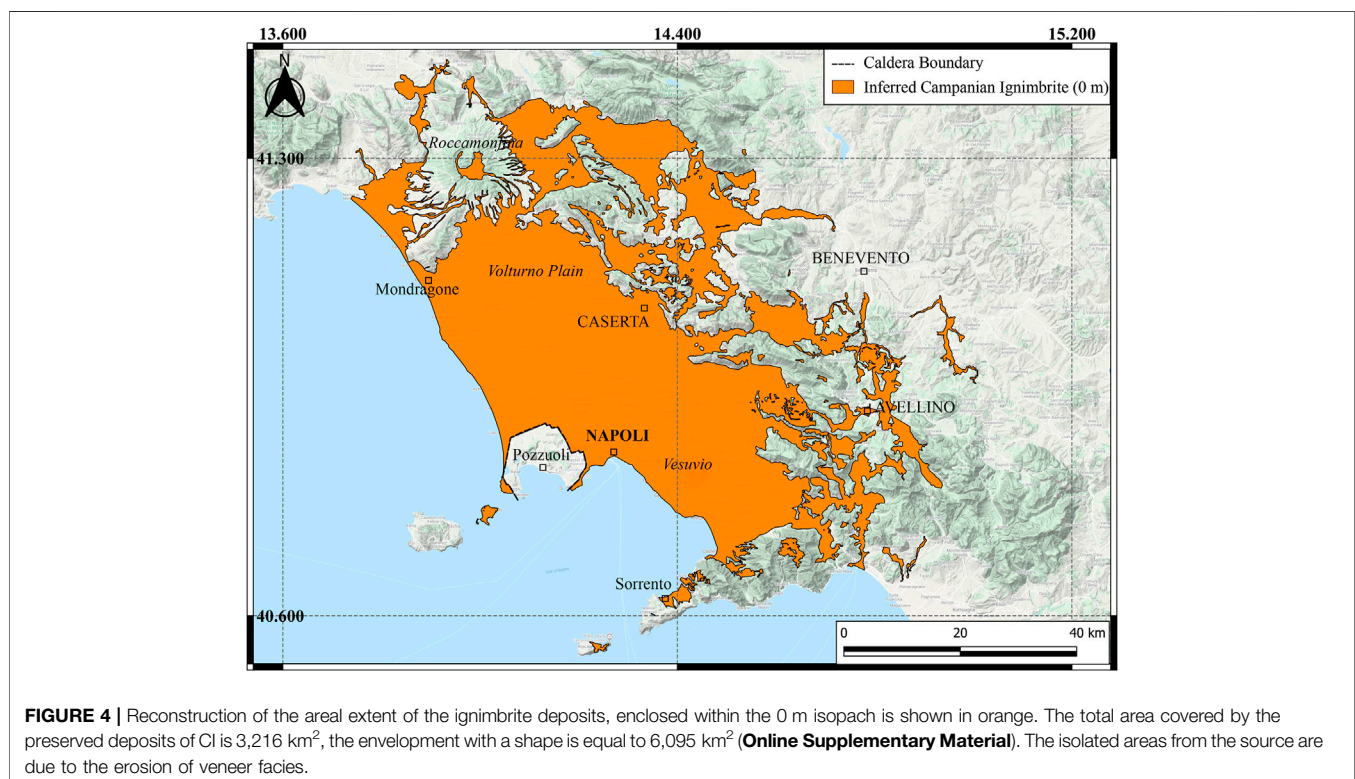 13.600 14.400 15.200
N
--- Caldera Boundary
Inferred Campanian Ignimbrite (0 m)
Roccamonfina
41.300
BENEVENTO
Volturno Plain
Mondragone
CASERTA
AVELLINO
NAPOLI
Pozzuoli
Vesuvio
Sorrento
40.600
0 20 40 km
FIGURE 4 | Reconstruction of the areal extent of the ignimbrite deposits, enclosed within the 0 m isopach is shown in orange. The total area covered by the
preserved deposits of CI is 3,216 km², the envelopment with a shape is equal to 6,095 km² (Online Supplementary Material). The isolated areas from the source are
due to the erosion of veneer facies.